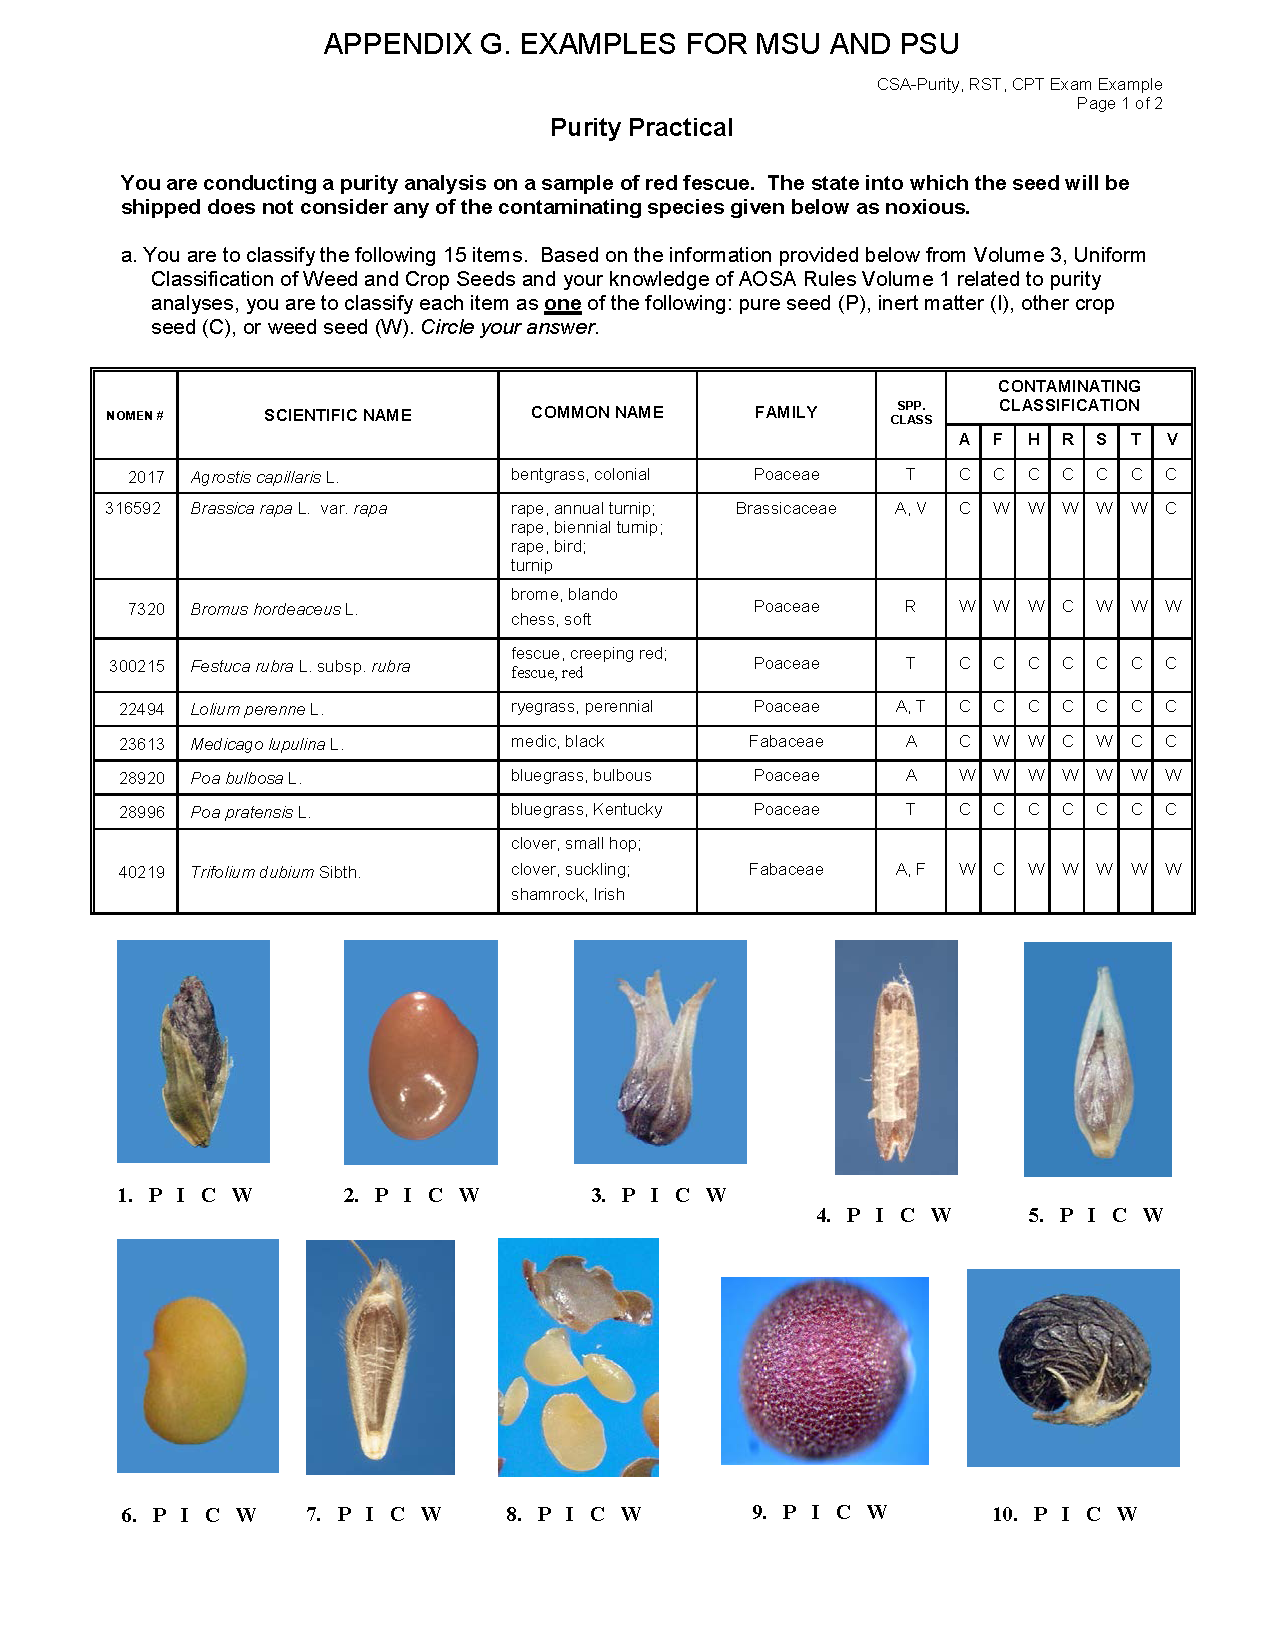 APPENDIX G. EXAMPLES FOR MSU AND PSU
CSA-Purity, RST, CPT Exam Example
Page 1 of 2
Purity Practical
You are conducting a purity analysis on a sample of red fescue.  The state into which the seed will be
shipped does not consider any of the contaminating species given below as noxious.
a. You are to classify the following 15 items.  Based on the information provided below from Volume 3, Uniform
Classification of Weed and Crop Seeds and your knowledge of AOSA Rules Volume 1 related to purity
analyses, you are to classify each item as one of the following: pure seed (P), inert matter (I), other crop
seed (C), or weed seed (W). Circle your answer.
NOMEN # SCIENTIFIC NAME COMMON NAME FAMILY SPP. CLASS CONTAMINATING CLASSIFICATION
A F H R S T V
2017 Agrostis capillaris L. bentgrass, colonial Poaceae T C C C C C C C
316592 Brassica rapa L.  var. rapa rape, annual turnip; Brassicaceae A, V C W W W W W C
rape, biennial turnip;
rape, bird;
turnip
7320 Bromus hordeaceus L. brome, blando Poaceae R W W W C W W W
chess, soft
300215 Festuca rubra L. subsp. rubra fescue, creeping red; Poaceae T C C C C C C C
fescue, red
22494 Lolium perenne L. ryegrass, perennial Poaceae A, T C C C C C C C
23613 Medicago lupulina L. medic, black Fabaceae A C W W C W C C
28920 Poa bulbosa L. bluegrass, bulbous Poaceae A W W W W W W W
28996 Poa pratensis L. bluegrass, Kentucky Poaceae T C C C C C C C
40219 Trifolium dubium Sibth. clover, small hop; Fabaceae A, F W C W W W W W
clover, suckling;
shamrock, Irish
1. P I C W
2. P I C W
3. P I C W
4. P I C W
5. P I C W
6. P I C W
7. P I C W
8. P I C W
9. P I C W
10. P I C W